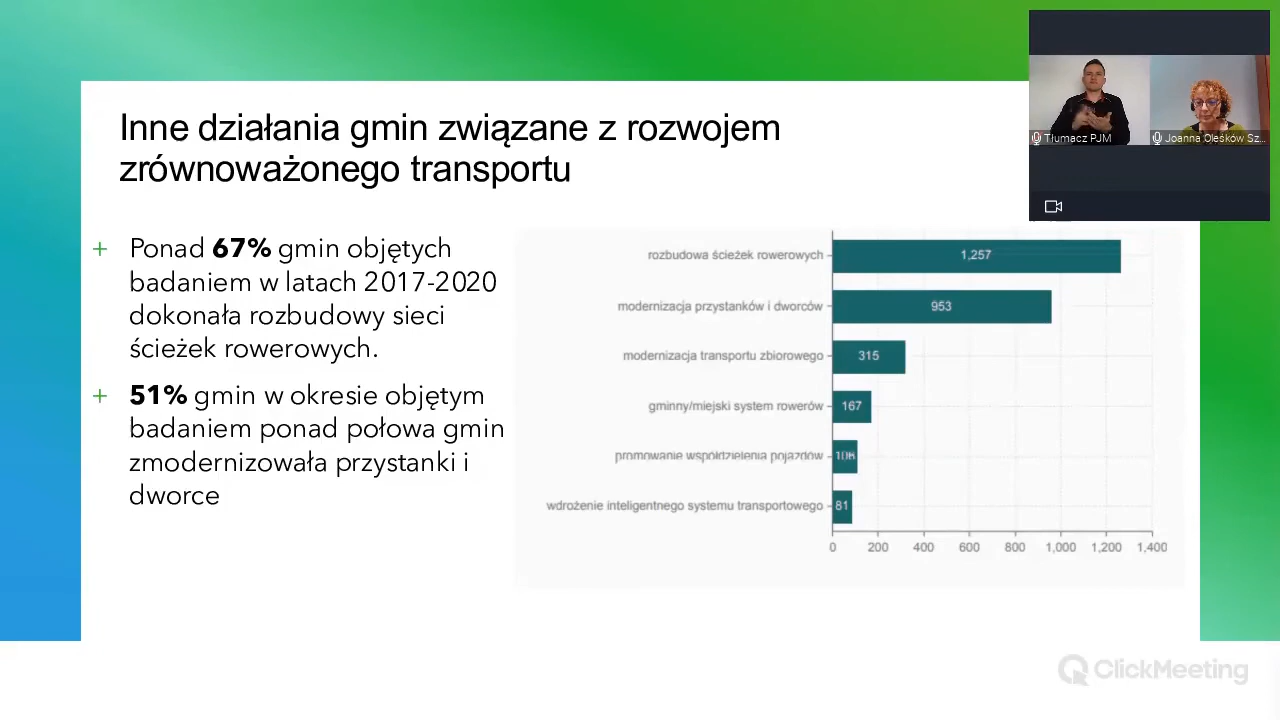 Inne działania gmin związane z rozwojem
zrównoważonego transportu
Tłumacz PJM
Joanna Oleśków Sz...
+ Ponad 67% gmin objętych
badaniem w latach 2017-2020
dokonała rozbudowy sieci
ścieżek rowerowych.
+ 51% gmin w okresie objętym
badaniem ponad połowa gmin
zmodernizowała przystanki i
dworce
rozbudowa ścieżek rowerowych 1,257
modernizacja przystanków i dworców 953
modernizacja transportu zbiorowego 315
gminny/miejski system rowerów 167
promowanie współdzielenia pojazdów
wdrożenie inteligentnego systemu transportowego 81
0 200 400 600 800 1,000 1,200 1,400
ClickMeeting